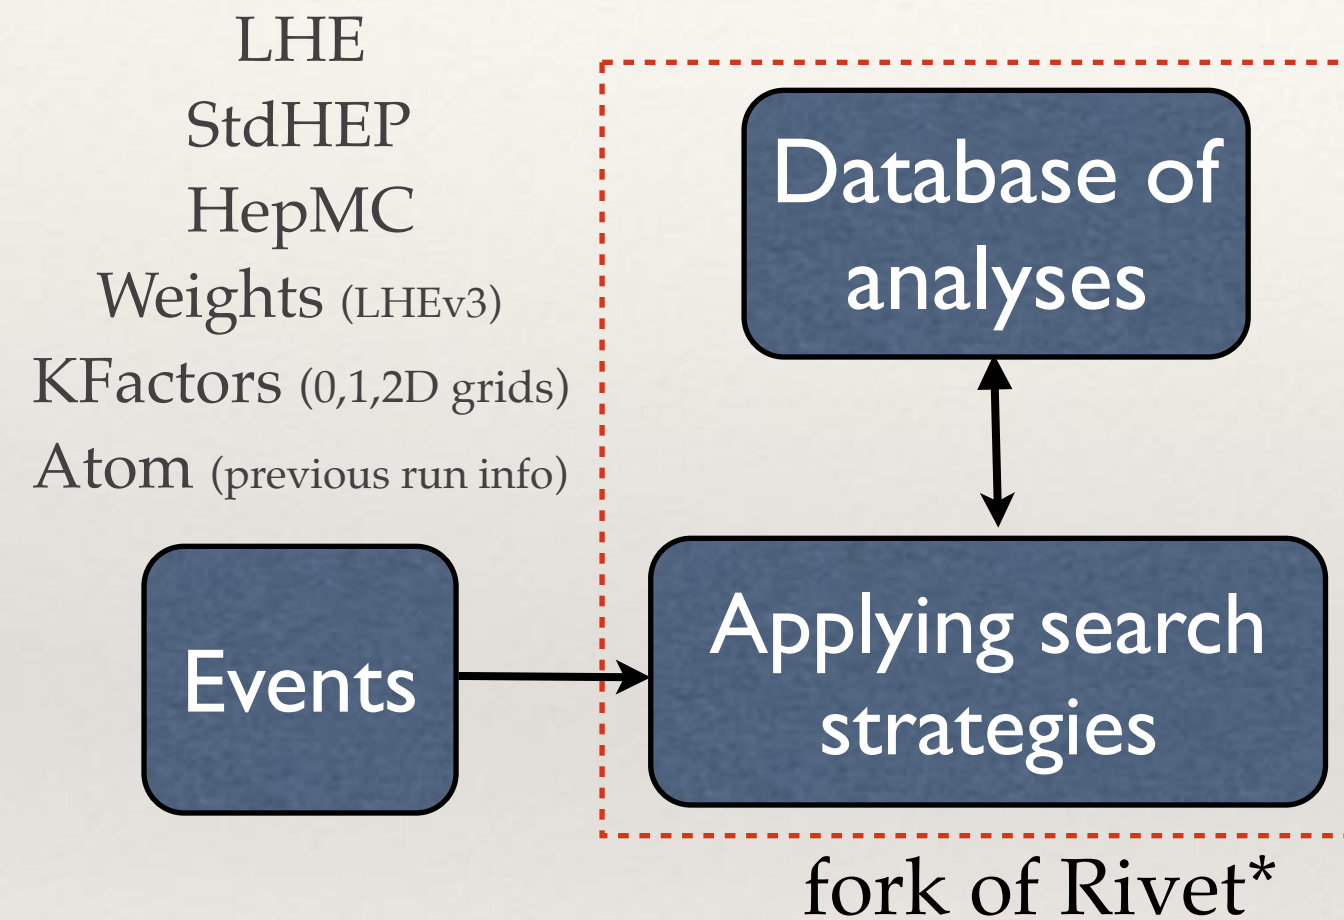 LHE
StdHEP
HepMC
Weights (LHEv3)
KFactors (0,1,2D grids)
Atom (previous run info)
Events
Database of
analyses
Applying search
strategies
fork of Rivet*